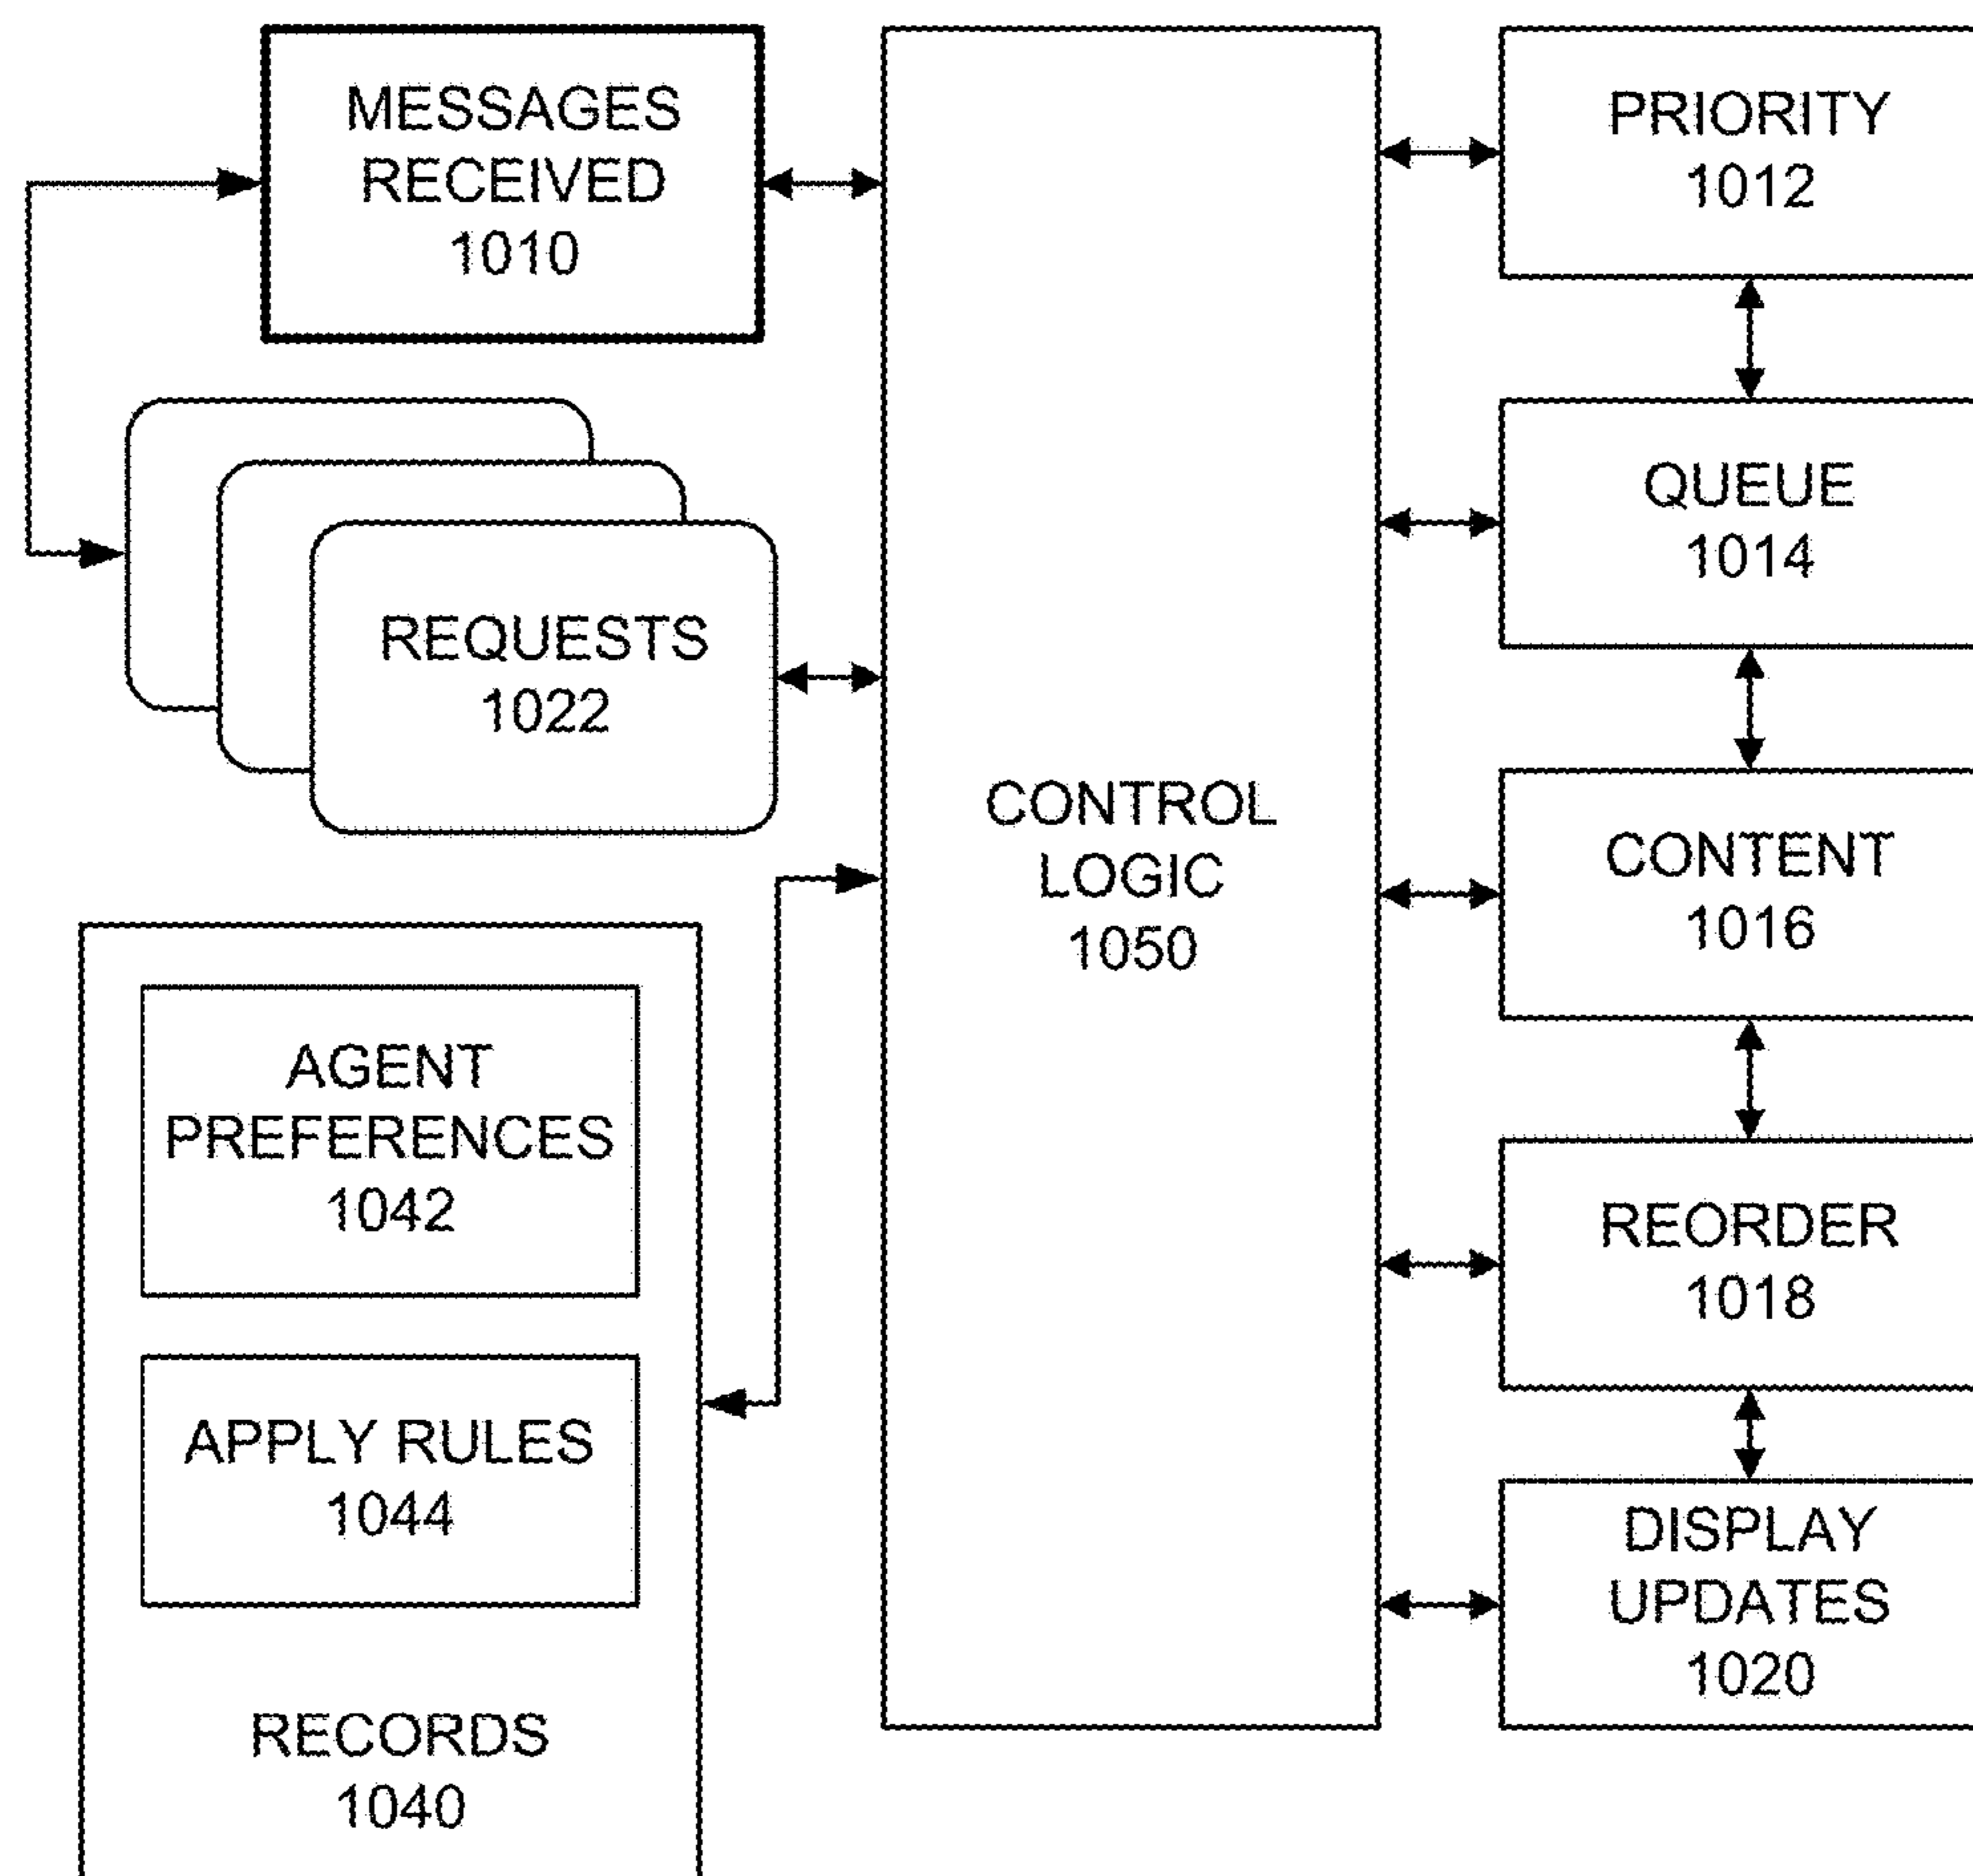 MESSAGES
RECEIVED
1010
REQUESTS
1022
AGENT
PREFERENCES
1042
APPLY RULES
1044
RECORDS
1040
CONTROL
LOGIC
1050
PRIORITY
1012
QUEUE
1014
CONTENT
1016
REORDER
1018
DISPLAY
UPDATES
1020